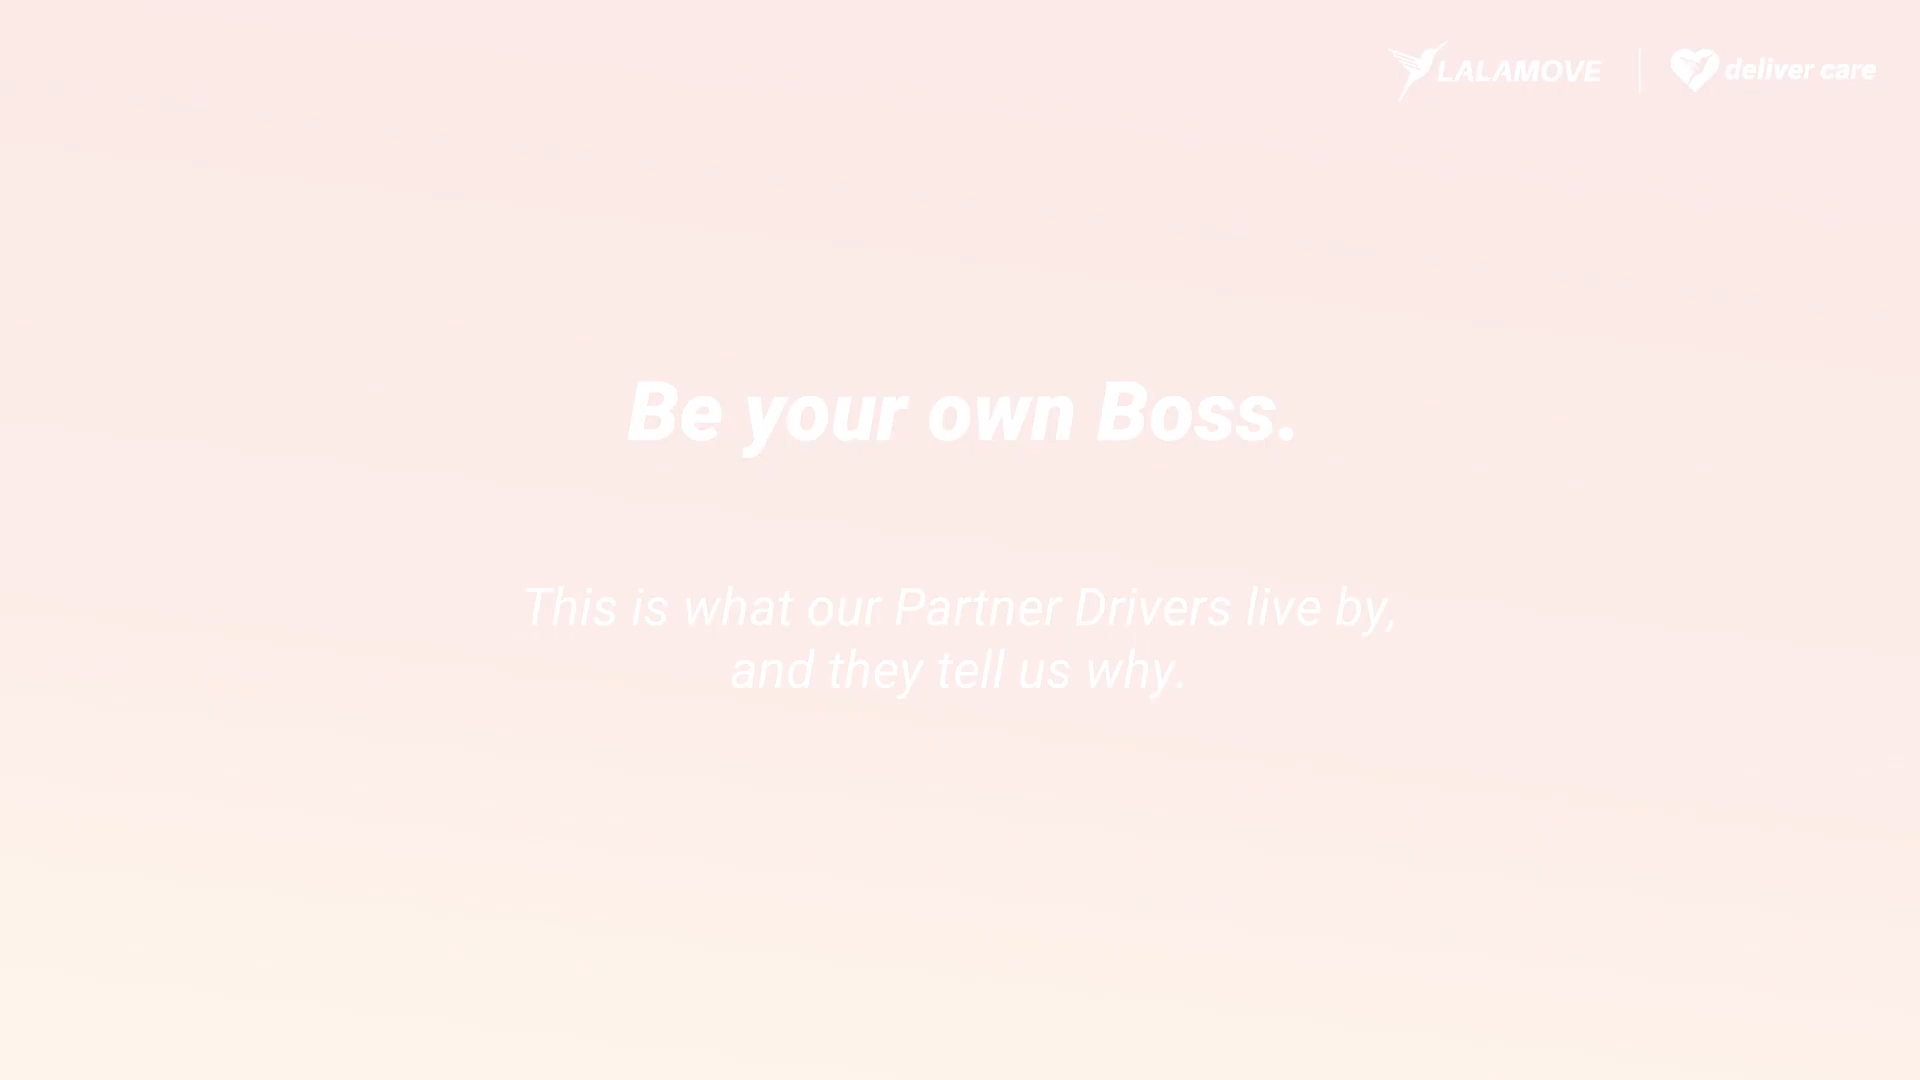 LALAMOVE | deliver care
Be your own Boss.
This is what our Partner Drivers live by,
and they tell us why.